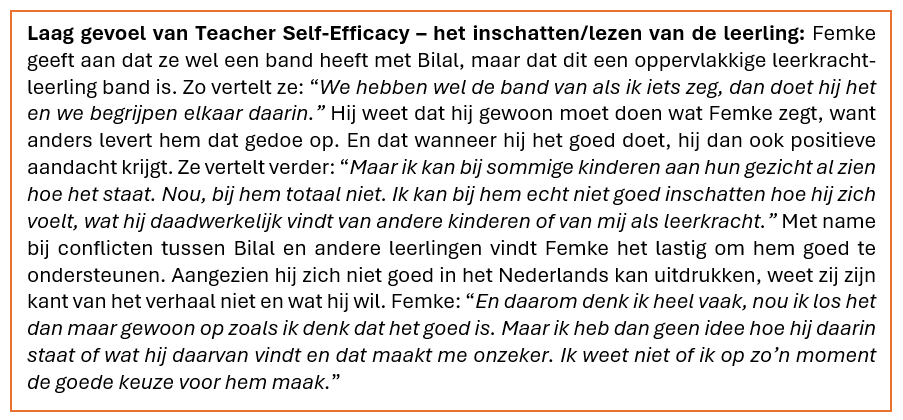 Laag gevoel van Teacher Self-Efficacy – het inschatten/lezen van de leerling: Femke
geeft aan dat ze wel een band heeft met Bilal, maar dat dit een oppervlakkige leerkracht-
leerling band is. Zo vertelt ze: “We hebben wel de band van als ik iets zeg, dan doet hij het
en we begrijpen elkaar daarin.” Hij weet dat hij gewoon moet doen wat Femke zegt, want
anders levert hem dat gedoe op. En dat wanneer hij het goed doet, hij dan ook positieve
aandacht krijgt. Ze vertelt verder: “Maar ik kan bij sommige kinderen aan hun gezicht al zien
hoe het staat. Nou, bij hem totaal niet. Ik kan bij hem echt niet goed inschatten hoe hij zich
voelt, wat hij daadwerkelijk vindt van andere kinderen of van mij als leerkracht.” Met name
bij conflicten tussen Bilal en andere leerlingen vindt Femke het lastig om hem goed te
ondersteunen. Aangezien hij zich niet goed in het Nederlands kan uitdrukken, weet zij zijn
kant van het verhaal niet en wat hij wil. Femke: “En daarom denk ik heel vaak, nou ik los het
dan maar gewoon op zoals ik denk dat het goed is. Maar ik heb dan geen idee hoe hij daarin
staat of wat hij daarvan vindt en dat maakt me onzeker. Ik weet niet of ik op zo’n moment
de goede keuze voor hem maak.”